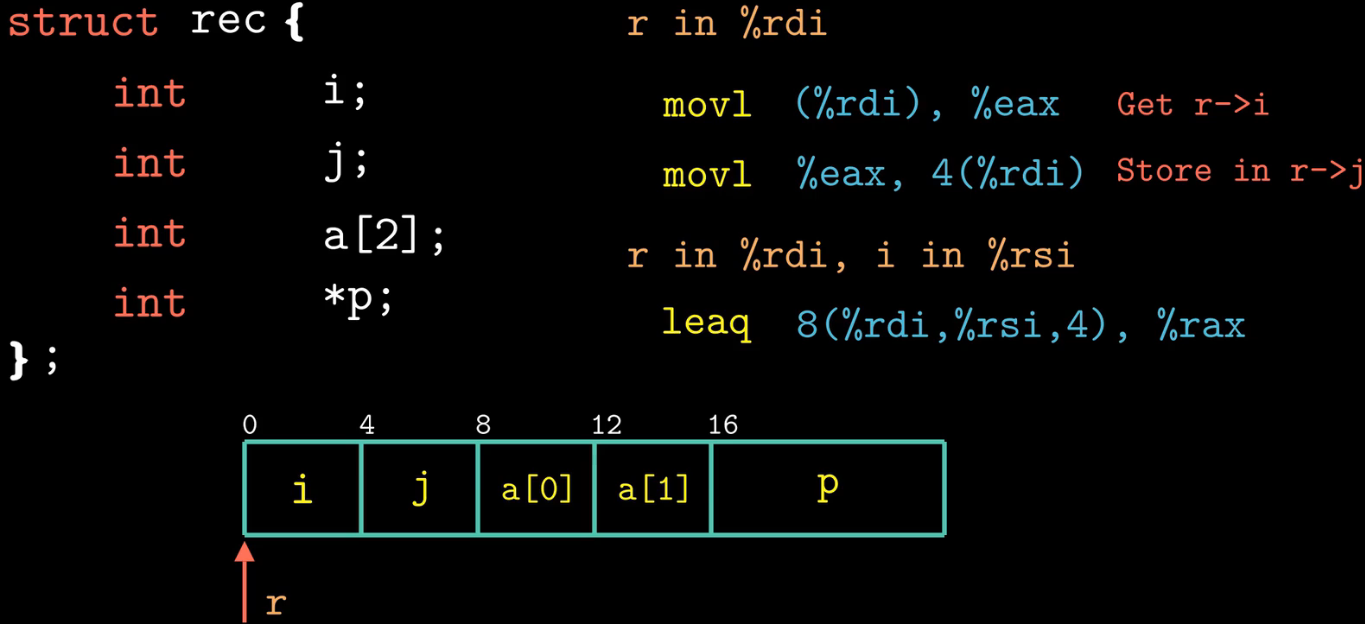 struct rec {
int i;
int j;
int a[2];
int *p;
};
r in %rdi
movl (%rdi), %eax Get r->i
movl %eax, 4(%rdi) Store in r->j
r in %rdi, i in %rsi
leaq 8(%rdi,%rsi,4), %rax
0 4 8 12 16
i j a[0] a[1] p
r